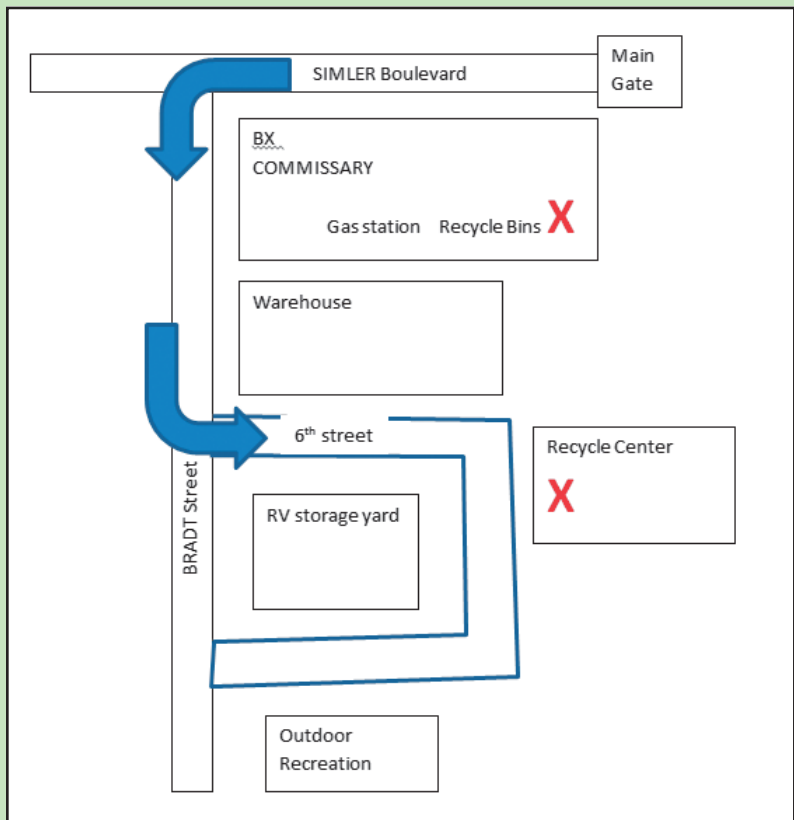 SIMLER Boulevard
Main
Gate
BX
COMMISSARY
Gas station Recycle Bins X
Warehouse
6th street
Recycle Center
X
RV storage yard
BRADT Street
Outdoor
Recreation